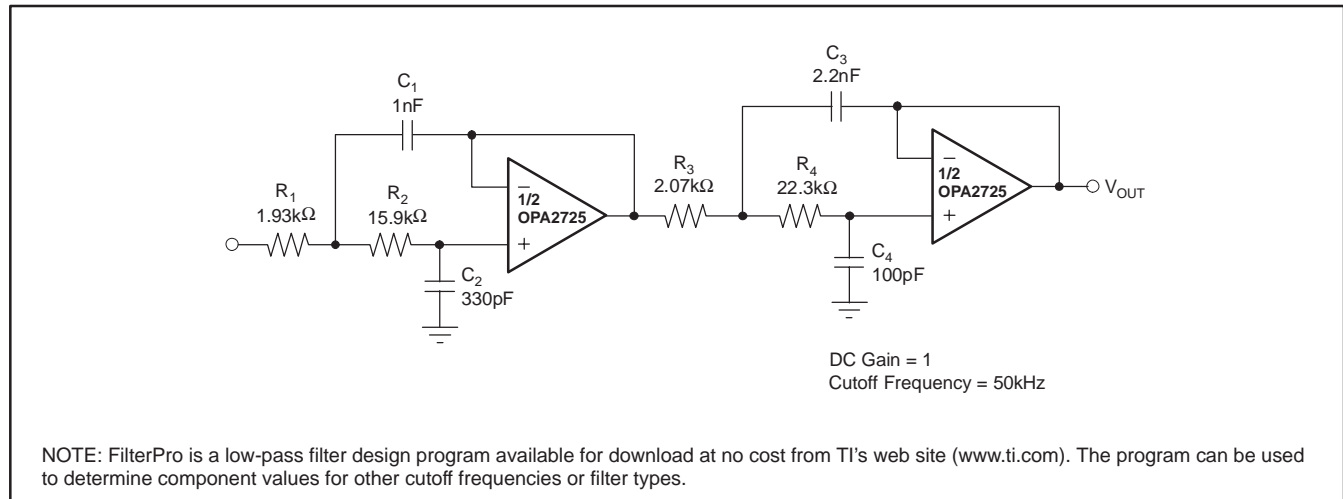 C1
1nF
R1
1.93kΩ
R2
15.9kΩ
C2
330pF
−
1/2
OPA2725
+
R3
2.07kΩ
C3
2.2nF
R4
22.3kΩ
C4
100pF
−
1/2
OPA2725
+
VOUT
DC Gain = 1
Cutoff Frequency = 50kHz
NOTE: FilterPro is a low-pass filter design program available for download at no cost from TI's web site (www.ti.com). The program can be used
to determine component values for other cutoff frequencies or filter types.